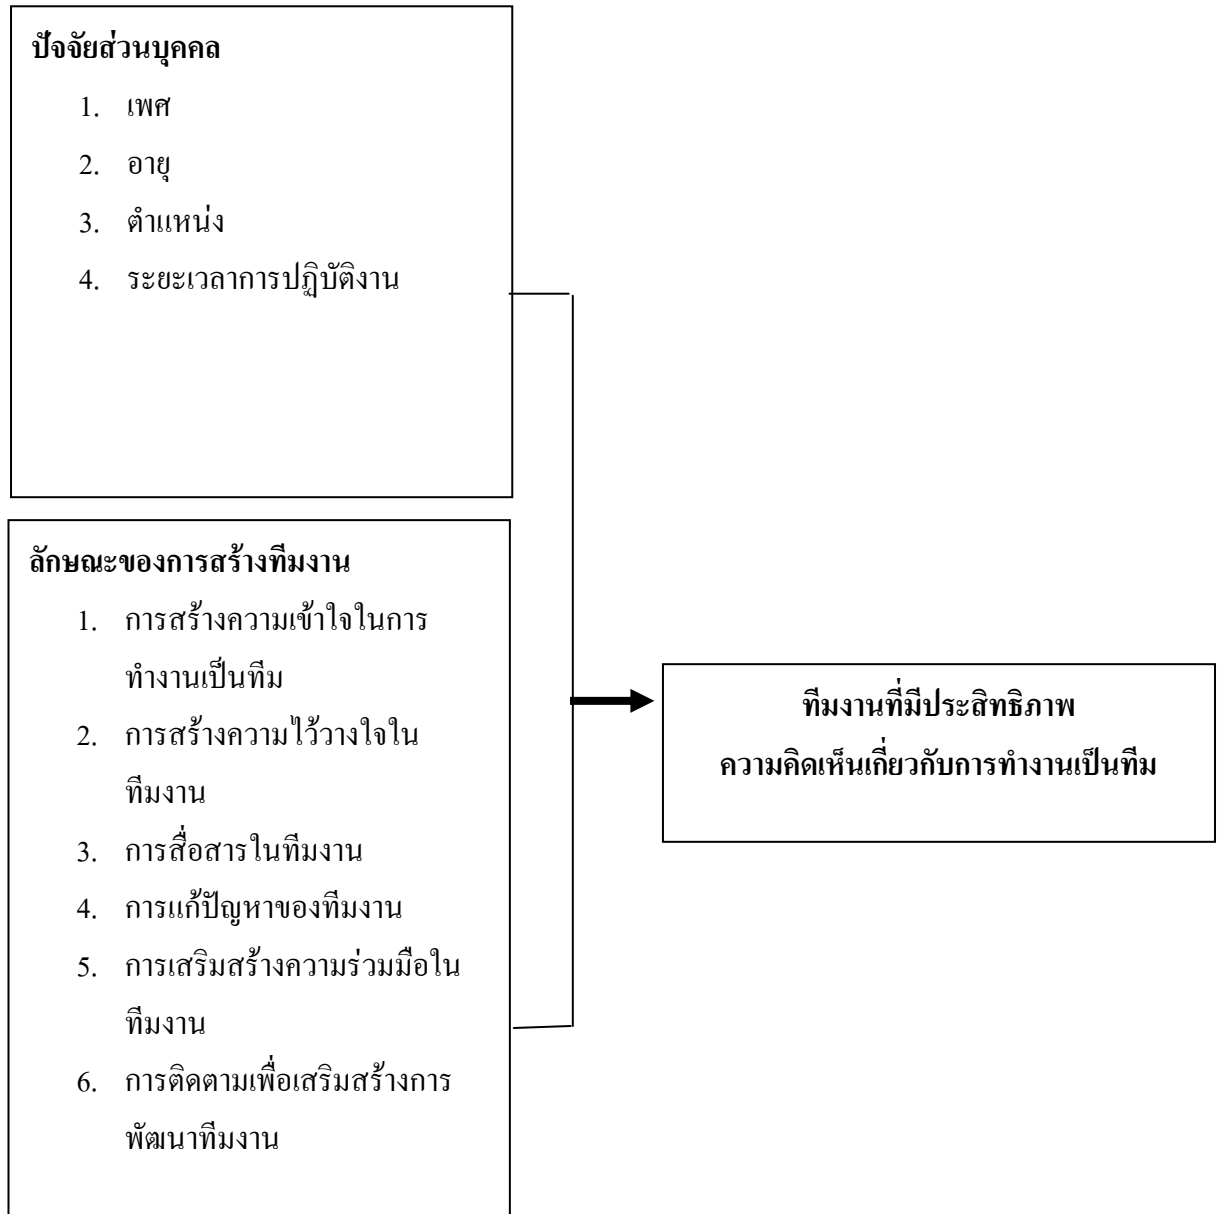 ปัจจัยส่วนบุคคล
1. เพศ
2. อายุ
3. ตำแหน่ง
4. ระยะเวลาการปฏิบัติงาน
ลักษณะของการสร้างทีมงาน
1. การสร้างความเข้าใจในการ
ทำงานเป็นทีม
2. การสร้างความไว้วางใจใน
ทีมงาน
3. การสื่อสารในทีมงาน
4. การแก้ปัญหาของทีมงาน
5. การเสริมสร้างความร่วมมือใน
ทีมงาน
6. การติดตามเพื่อเสริมสร้างการ
พัฒนาทีมงาน
ทีมงานที่มีประสิทธิภาพ
ความคิดเห็นเกี่ยวกับการทำงานเป็นทีม